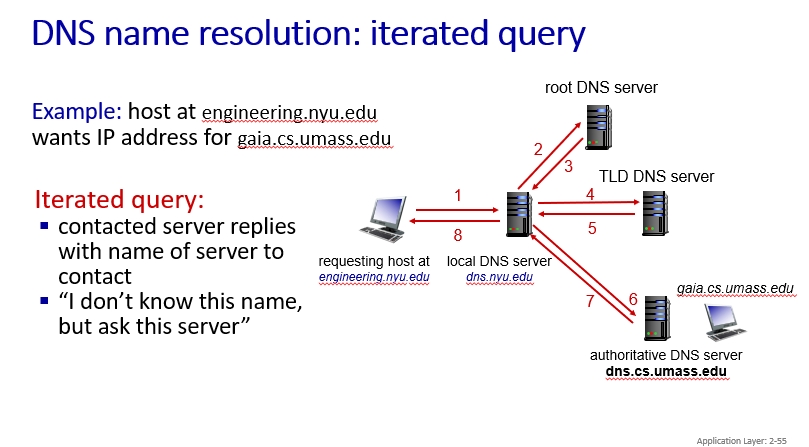 DNS name resolution: iterated query
Example: host at engineering.nyu.edu
wants IP address for gaia.cs.umass.edu
Iterated query:
▪ contacted server replies
with name of server to
contact
▪ “I don’t know this name,
but ask this server”
root DNS server
2
3
TLD DNS server
1
4
8
5
requesting host at
engineering.nyu.edu
local DNS server
dns.nyu.edu
gaia.cs.umass.edu
7
6
authoritative DNS server
dns.cs.umass.edu
Application Layer: 2-55